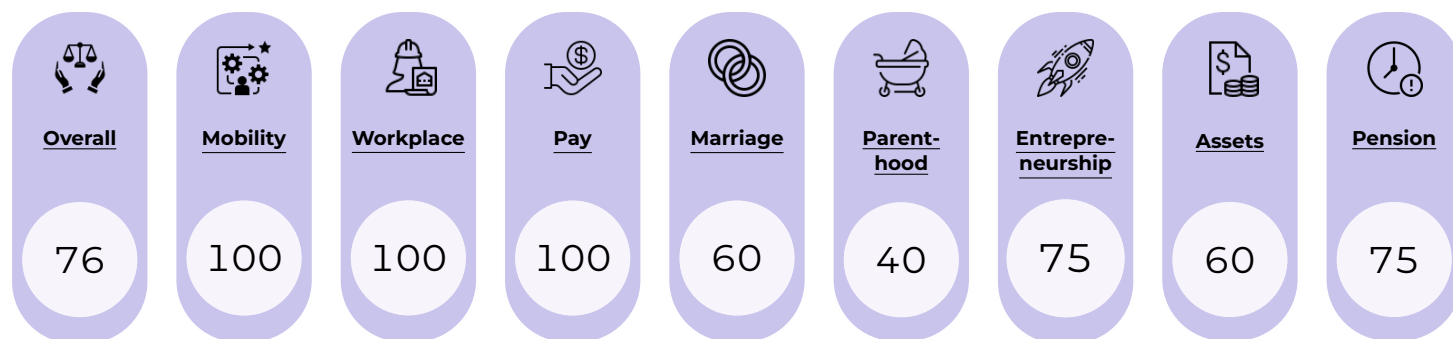 Overall
76
Mobility
100
Workplace
100
Pay
$
100
Marriage
60
Parent-
hood
40
Entrepre-
neurship
75
$
Assets
60
!
Pension
75